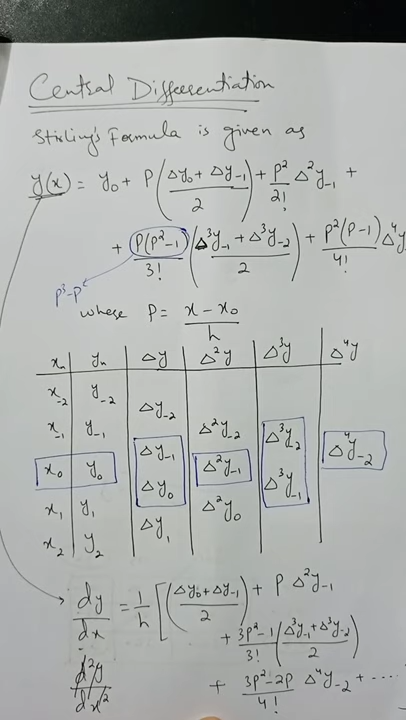 Central Differentiation
Stirling's Formula is given as
y(x) = y₀ + P((Δy₀ + Δy₋₁)/2) + P²/2! Δ²y₋₁ +
+ P(P²-1)/3! ((Δ³y₋₁ + Δ³y₋₂)/2) + P²(P-1)/4! Δ⁴y
P³-P²
where P = (x - x₀)/h
xₙ yₙ Δy Δ²y Δ³y Δ⁴y
x₋₂ y₋₂
Δy₋₂
x₋₁ y₋₁ Δ²y₋₂
Δy₋₁ Δ³y₋₂
x₀ y₀ Δ²y₋₁ Δ⁴y₋₂
Δy₀ Δ³y₋₁
x₁ y₁ Δ²y₀
Δy₁
x₂ y₂
dy/dx = 1/h [((Δy₀ + Δy₋₁)/2) + P Δ²y₋₁
+ (3P²-1)/3! ((Δ³y₋₁ + Δ³y₋₂)/2)
d²y/dx² + (3P²-2P)/4! Δ⁴y₋₂ + ....